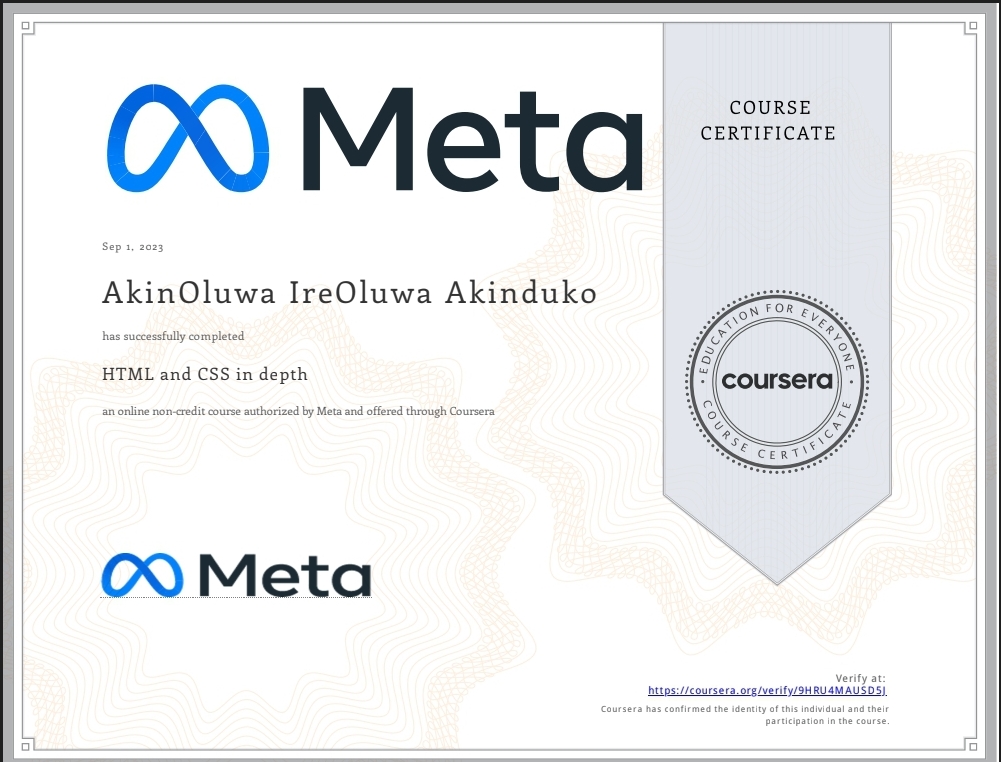 Meta
COURSE
CERTIFICATE
Sep 1, 2023
AkinOluwa IreOluwa Akinduko
has successfully completed
HTML and CSS in depth
an online non-credit course authorized by Meta and offered through Coursera
EDUCATION FOR EVERYONE
coursera
COURSE CERTIFICATE
Meta
Verify at:
https://coursera.org/verify/9HRU4MAUSD5J
Coursera has confirmed the identity of this individual and their
participation in the course.